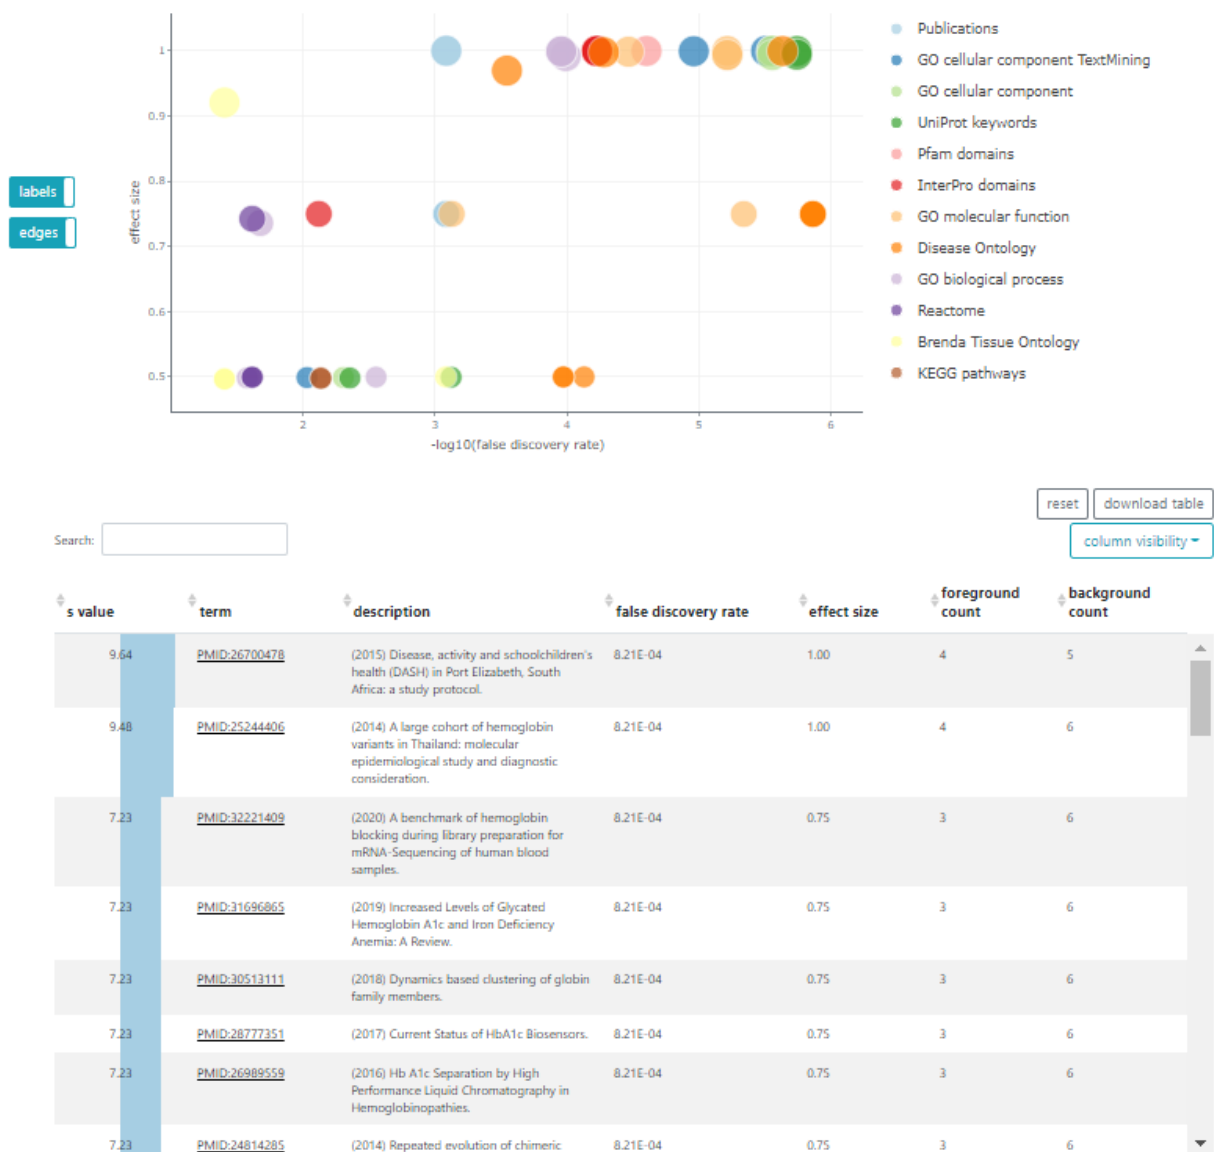 1
0.9
0.8
0.7
0.6
0.5
effect size
2
3
4
5
6
-log10(false discovery rate)
labels
edges
Publications
GO cellular component TextMining
GO cellular component
UniProt keywords
Pfam domains
InterPro domains
GO molecular function
Disease Ontology
GO biological process
Reactome
Brenda Tissue Ontology
KEGG pathways
reset
download table
Search:
column visibility
s value term description false discovery rate effect size foreground count background count
9.64 PMID:26700478 (2015) Disease, activity and schoolchildren's 8.21E-04 1.00 4 5
health (DASH) in Port Elizabeth, South
Africa: a study protocol.
9.48 PMID:25244406 (2014) A large cohort of hemoglobin 8.21E-04 1.00 4 6
variants in Thailand: molecular
epidemiological study and diagnostic
consideration.
7.23 PMID:32221409 (2020) A benchmark of hemoglobin 8.21E-04 0.75 3 6
blocking during library preparation for
mRNA-Sequencing of human blood
samples.
7.23 PMID:31696865 (2019) Increased Levels of Glycated 8.21E-04 0.75 3 6
Hemoglobin A1c and Iron Deficiency
Anemia: A Review.
7.23 PMID:30513111 (2018) Dynamics based clustering of globin 8.21E-04 0.75 3 6
family members.
7.23 PMID:28777351 (2017) Current Status of HbA1c Biosensors. 8.21E-04 0.75 3 6
7.23 PMID:26989559 (2016) Hb A1c Separation by High 8.21E-04 0.75 3 6
Performance Liquid Chromatography in
Hemoglobinopathies.
7.23 PMID:24814285 (2014) Repeated evolution of chimeric 8.21E-04 0.75 3 6